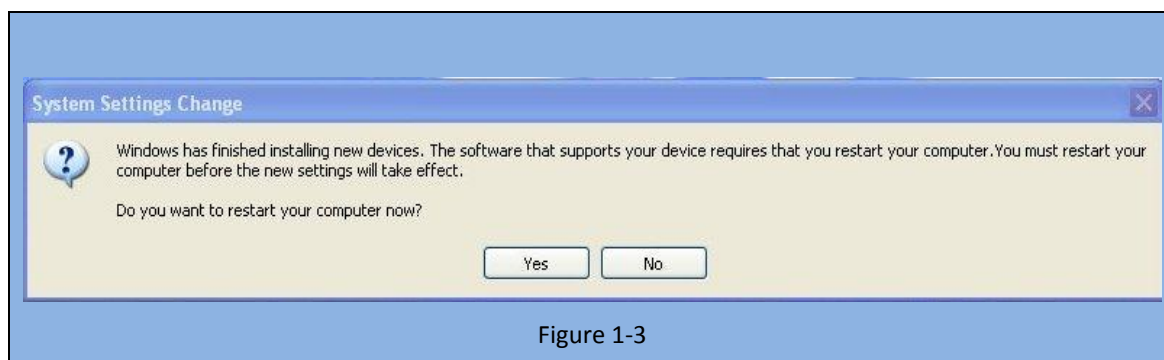 System Settings Change
?
Windows has finished installing new devices. The software that supports your device requires that you restart your computer.You must restart your
computer before the new settings will take effect.
Do you want to restart your computer now?
Yes No
Figure 1-3